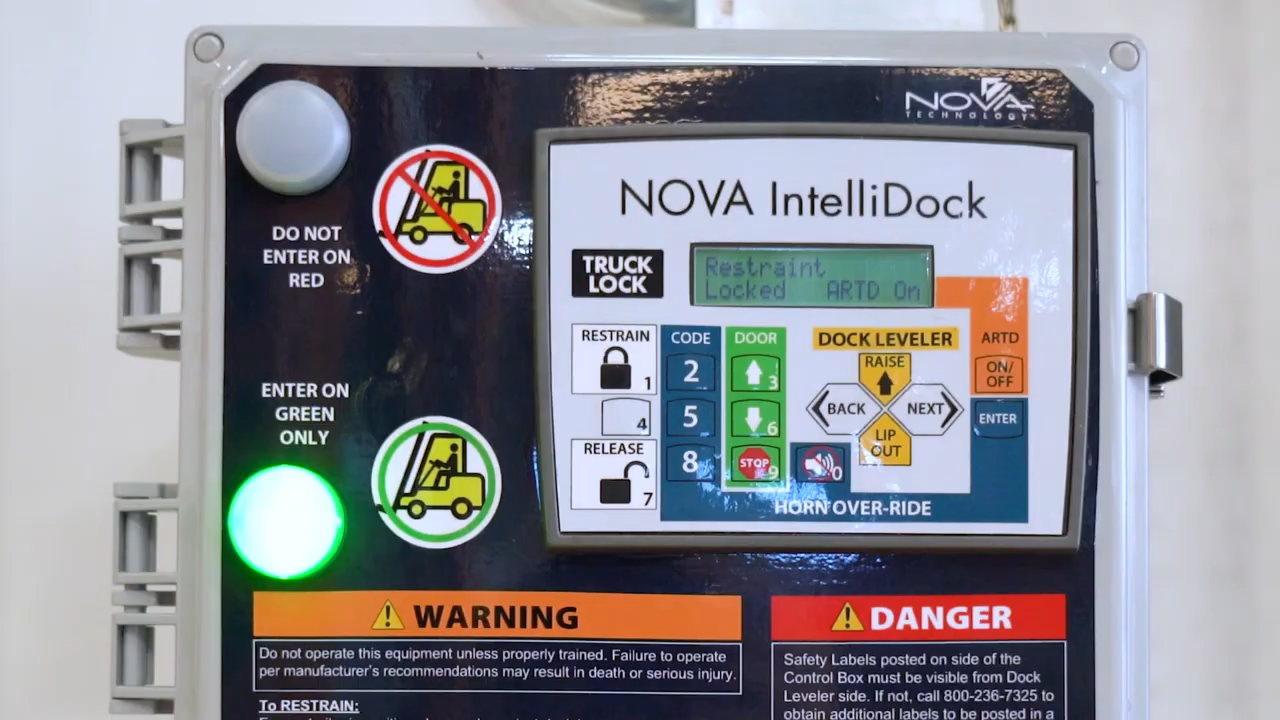 NOVA
TECHNOLOGY
DO NOT
ENTER ON
RED
ENTER ON
GREEN
ONLY
NOVA IntelliDock
TRUCK
LOCK
Restraint
Locked ARTD On
RESTRAIN
1
4
RELEASE
7
CODE
2
5
8
DOOR
3
6
STOP
9
0
DOCK LEVELER
RAISE
BACK
NEXT
LIP
OUT
ARTD
ON/
OFF
ENTER
HORN OVER-RIDE
WARNING
Do not operate this equipment unless properly trained. Failure to operate
per manufacturer's recommendations may result in death or serious injury.
To RESTRAIN:
DANGER
Safety Labels posted on side of the
Control Box must be visible from Dock
Leveler side. If not, call 800-236-7325 to
obtain additional labels to be posted in a